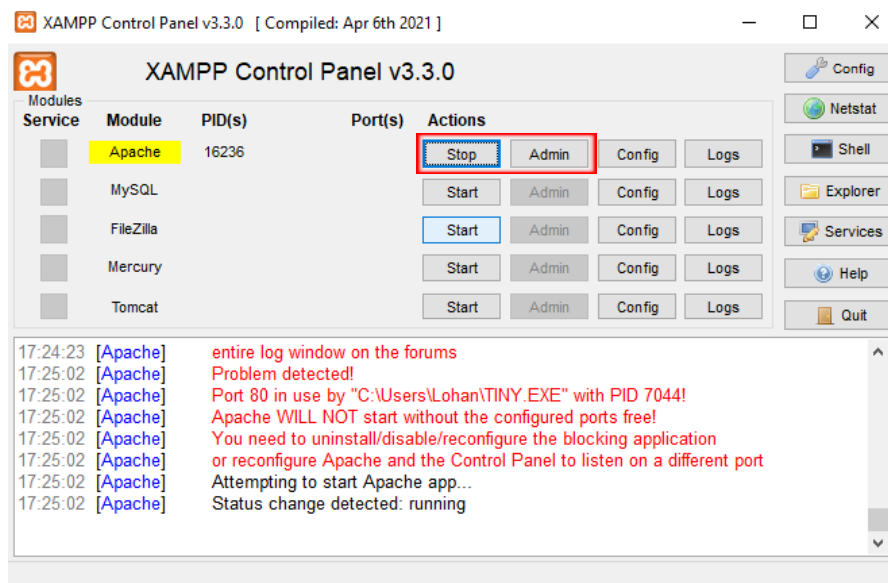 XAMPP Control Panel v3.3.0 [ Compiled: Apr 6th 2021 ]
XAMPP Control Panel v3.3.0
Config
Modules
Service Module PID(s) Port(s) Actions
Netstat
Apache 16236 Stop Admin Config Logs
Shell
MySQL Start Admin Config Logs
Explorer
FileZilla Start Admin Config Logs
Services
Mercury Start Admin Config Logs
Help
Tomcat Start Admin Config Logs
Quit
17:24:23 [Apache] entire log window on the forums
17:25:02 [Apache] Problem detected!
17:25:02 [Apache] Port 80 in use by "C:\Users\Lohan\TINY.EXE" with PID 7044!
17:25:02 [Apache] Apache WILL NOT start without the configured ports free!
17:25:02 [Apache] You need to uninstall/disable/reconfigure the blocking application
17:25:02 [Apache] or reconfigure Apache and the Control Panel to listen on a different port
17:25:02 [Apache] Attempting to start Apache app...
17:25:02 [Apache] Status change detected: running